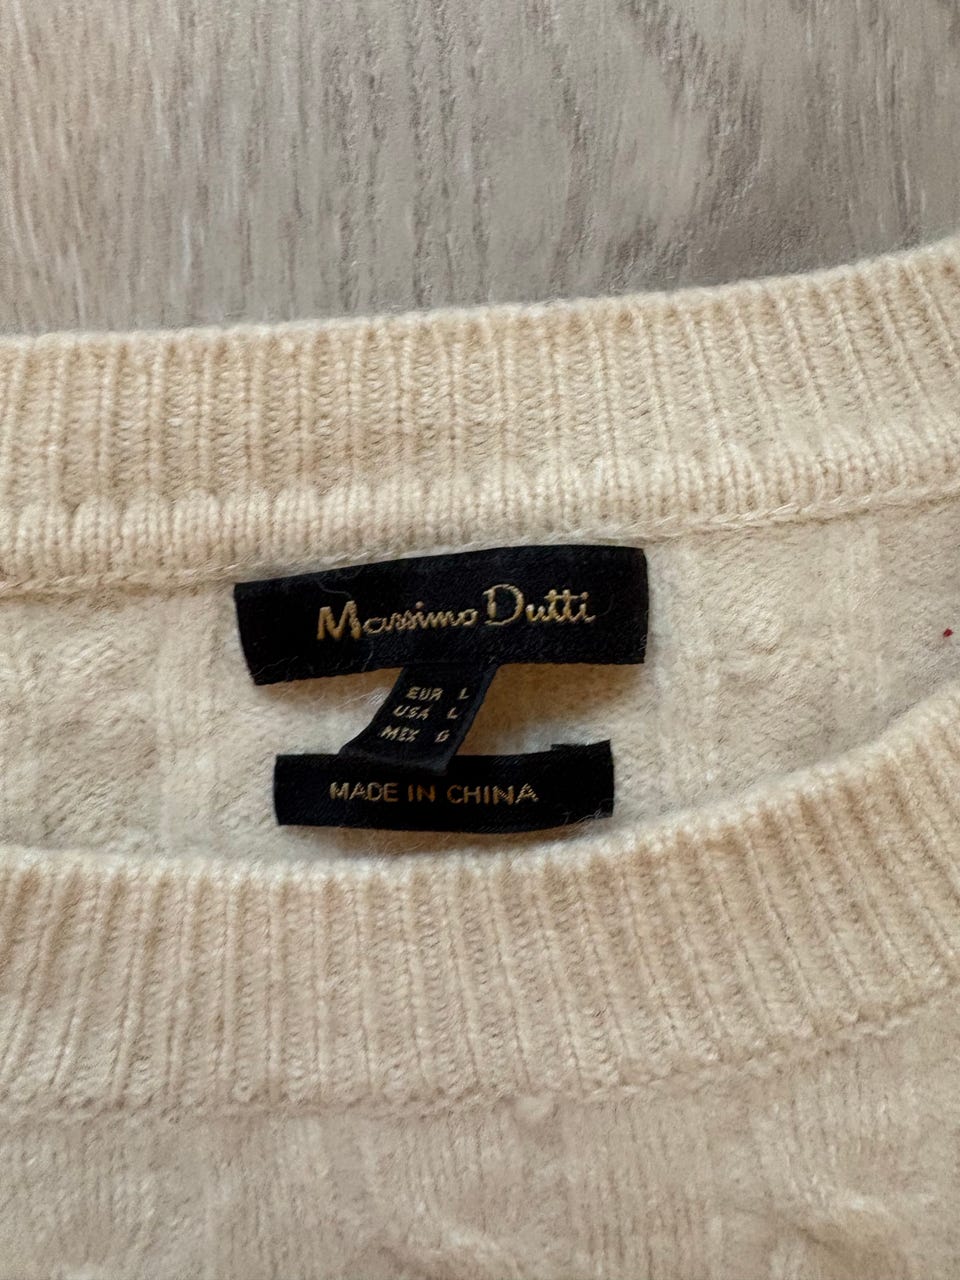 Massimo Dutti
EUR L
USA L
MEX G
MADE IN CHINA